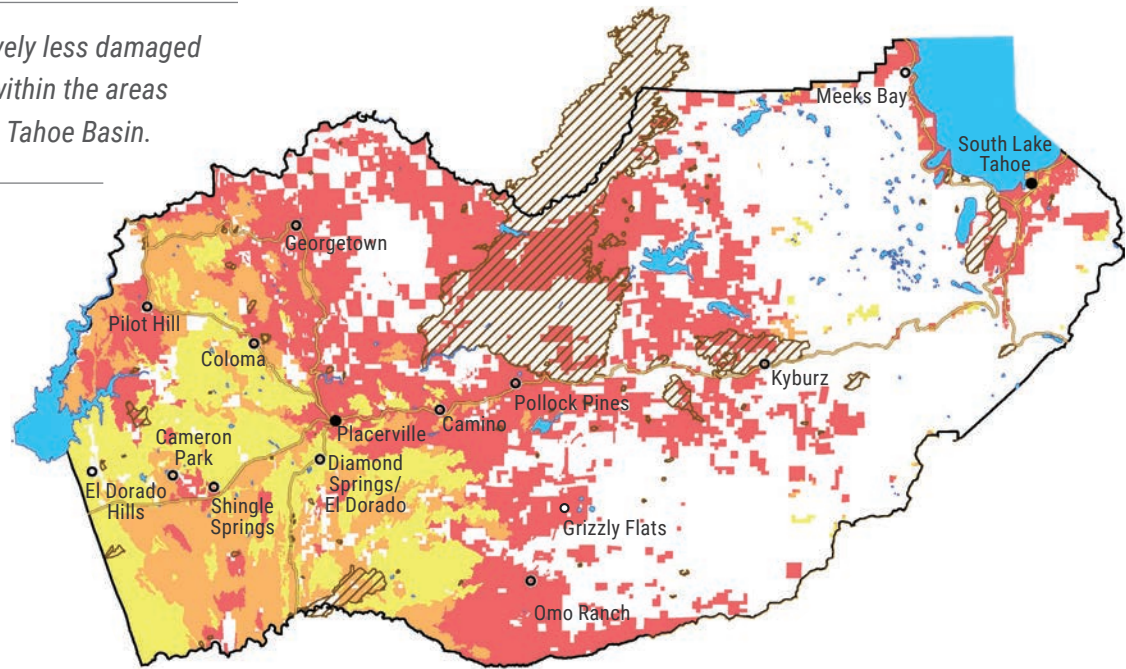 vely less damaged
within the areas
Tahoe Basin.
Meeks Bay
South Lake
Tahoe
Georgetown
Pilot Hill
Coloma
Kyburz
Pollock Pines
Camino
Placerville
Cameron
Park
Diamond
Springs/
El Dorado
El Dorado
Hills
Shingle
Springs
Grizzly Flats
Omo Ranch